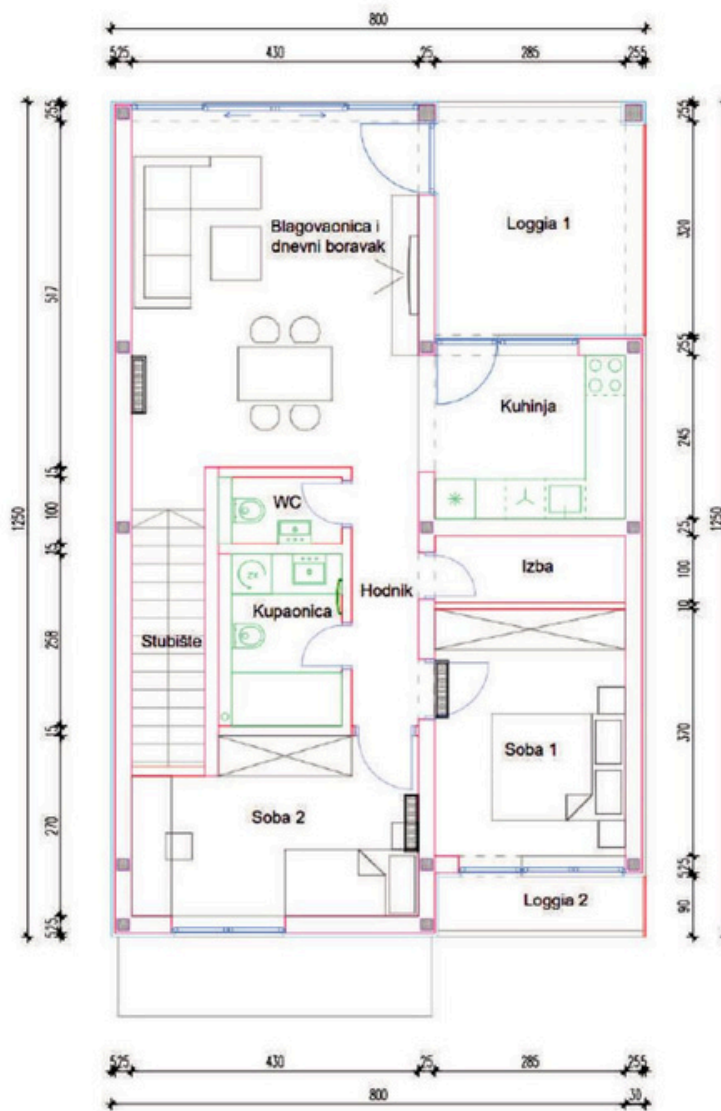 800
525 430 25 285 255
255
255
Blagovaonica i
dnevni boravak
Loggia 1
320
517
255
Kuhinja
245
15
WC
100
25
1250
1250
15
Hodnik
Izba
100
Kupaonica
10
258
Stubište
370
15
Soba 1
Soba 2
270
525
Loggia 2
90
525
525 430 25 285 255
800 30